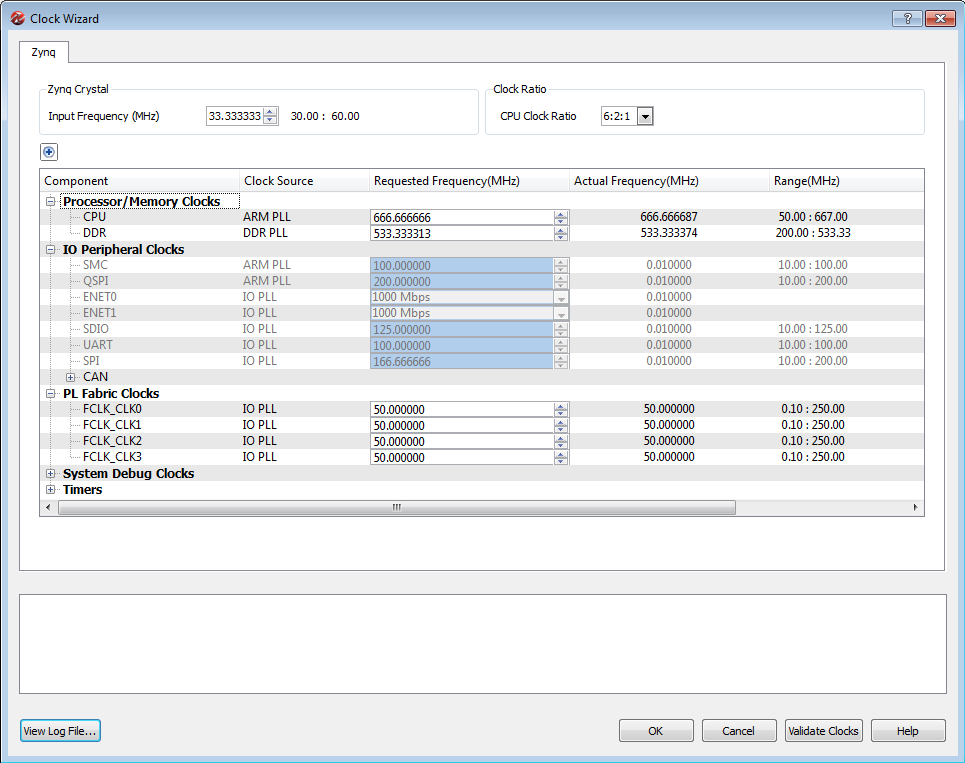 Clock Wizard
Zynq
Zynq Crystal
Clock Ratio
Input Frequency (MHz) 33.333333 30.00 : 60.00
CPU Clock Ratio 6:2:1
Component Clock Source Requested Frequency(MHz) Actual Frequency(MHz) Range(MHz)
Processor/Memory Clocks
CPU ARM PLL 666.666666 666.666687 50.00 : 667.00
DDR DDR PLL 533.333313 533.333374 200.00 : 533.33
IO Peripheral Clocks
SMC ARM PLL 100.000000 0.010000 10.00 : 100.00
QSPI ARM PLL 200.000000 0.010000 10.00 : 200.00
ENET0 IO PLL 1000 Mbps 0.010000
ENET1 IO PLL 1000 Mbps 0.010000
SDIO IO PLL 125.000000 0.010000 10.00 : 125.00
UART IO PLL 100.000000 0.010000 10.00 : 100.00
SPI IO PLL 166.666666 0.010000 10.00 : 200.00
CAN
PL Fabric Clocks
FCLK_CLK0 IO PLL 50.000000 50.000000 0.10 : 250.00
FCLK_CLK1 IO PLL 50.000000 50.000000 0.10 : 250.00
FCLK_CLK2 IO PLL 50.000000 50.000000 0.10 : 250.00
FCLK_CLK3 IO PLL 50.000000 50.000000 0.10 : 250.00
System Debug Clocks
Timers
View Log File... OK Cancel Validate Clocks Help